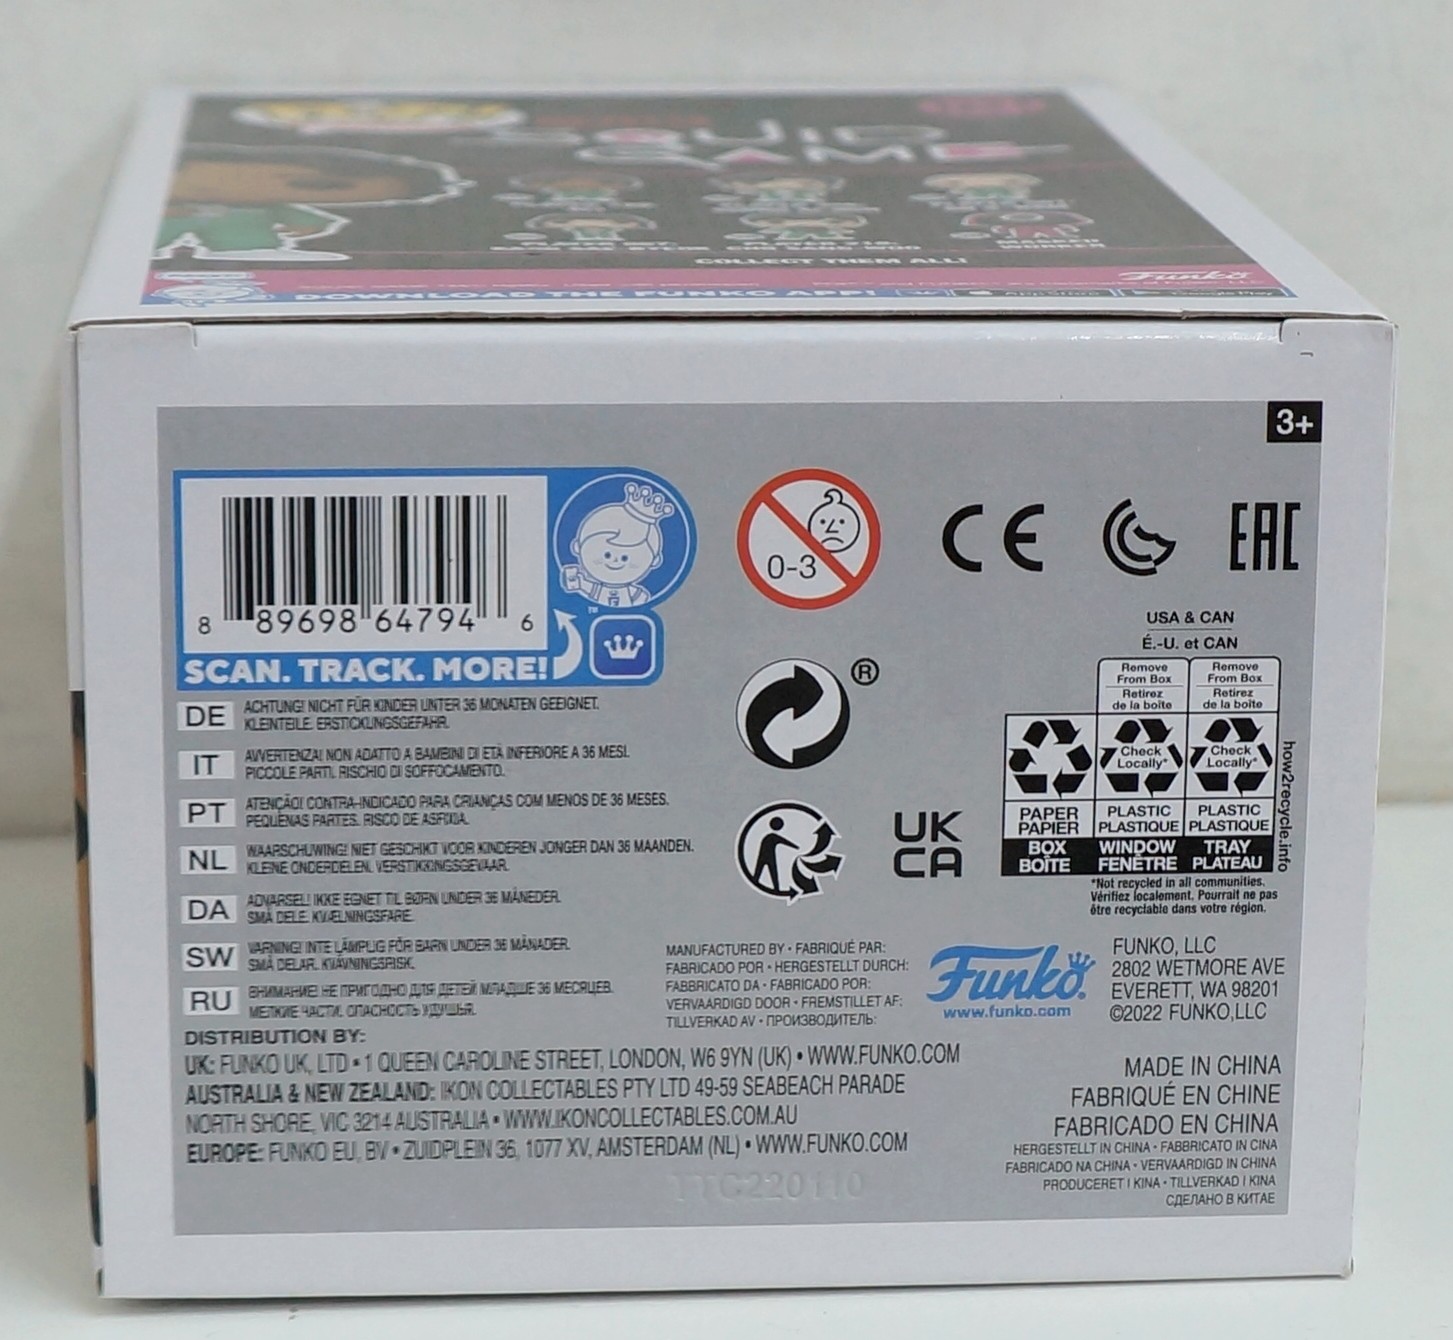 SQUID
GAME
COLLECT THEM ALL!
Funko
DOWNLOAD THE FUNKO APP!
App Store
Google Play
3+
8 89698 64794 6
SCAN. TRACK. MORE!
™
0-3
CE
EAC
USA & CAN
É.-U. et CAN
Remove
From Box
Retirez
de la boîte
Remove
From Box
Retirez
de la boîte
Check
Locally*
Check
Locally*
PAPER
PAPIER
PLASTIC
PLASTIQUE
PLASTIC
PLASTIQUE
BOX
BOÎTE
WINDOW
FENÊTRE
TRAY
PLATEAU
how2recycle.info
*Not recycled in all communities.
Vérifiez localement. Pourrait ne pas
être recyclable dans votre région.
®
UK
CA
DE ACHTUNG! NICHT FÜR KINDER UNTER 36 MONATEN GEEIGNET.
KLEINTEILE. ERSTICKUNGSGEFAHR.
IT AVVERTENZA! NON ADATTO A BAMBINI DI ETÀ INFERIORE A 36 MESI.
PICCOLE PARTI. RISCHIO DI SOFFOCAMENTO.
PT ATENÇÃO! CONTRA-INDICADO PARA CRIANÇAS COM MENOS DE 36 MESES.
PEQUENAS PARTES. RISCO DE ASFIXIA.
NL WAARSCHUWING! NIET GESCHIKT VOOR KINDEREN JONGER DAN 36 MAANDEN.
KLEINE ONDERDELEN. VERSTIKKINGSGEVAAR.
DA ADVARSEL! IKKE EGNET TIL BØRN UNDER 36 MÅNEDER.
SMÅ DELE. KVÆLNINGSFARE.
SW VARNING! INTE LÄMPLIG FÖR BARN UNDER 36 MÅNADER.
SMÅ DELAR. KVÄVNINGSRISK.
RU ВНИМАНИЕ! НЕ ПРИГОДНО ДЛЯ ДЕТЕЙ МЛАДШЕ 36 МЕСЯЦЕВ.
МЕЛКИЕ ЧАСТИ. ОПАСНОСТЬ УДУШЬЯ.
MANUFACTURED BY • FABRIQUÉ PAR:
FABRICADO POR • HERGESTELLT DURCH:
FABBRICATO DA • FABRICADO POR:
VERVAARDIGD DOOR • FREMSTILLET AF:
TILLVERKAD AV • ПРОИЗВОДИТЕЛЬ:
Funko®
www.funko.com
FUNKO, LLC
2802 WETMORE AVE
EVERETT, WA 98201
©2022 FUNKO,LLC
DISTRIBUTION BY:
UK: FUNKO UK, LTD • 1 QUEEN CAROLINE STREET, LONDON, W6 9YN (UK) • WWW.FUNKO.COM
AUSTRALIA & NEW ZEALAND: IKON COLLECTABLES PTY LTD 49-59 SEABEACH PARADE
NORTH SHORE, VIC 3214 AUSTRALIA • WWW.IKONCOLLECTABLES.COM.AU
EUROPE: FUNKO EU, BV • ZUIDPLEIN 36, 1077 XV, AMSTERDAM (NL) • WWW.FUNKO.COM
TTC220110
MADE IN CHINA
FABRIQUÉ EN CHINE
FABRICADO EN CHINA
HERGESTELLT IN CHINA • FABBRICATO IN CINA
FABRICADO NA CHINA • VERVAARDIGD IN CHINA
PRODUCERET I KINA • TILLVERKAD I KINA
СДЕЛАНО В КИТАЕ